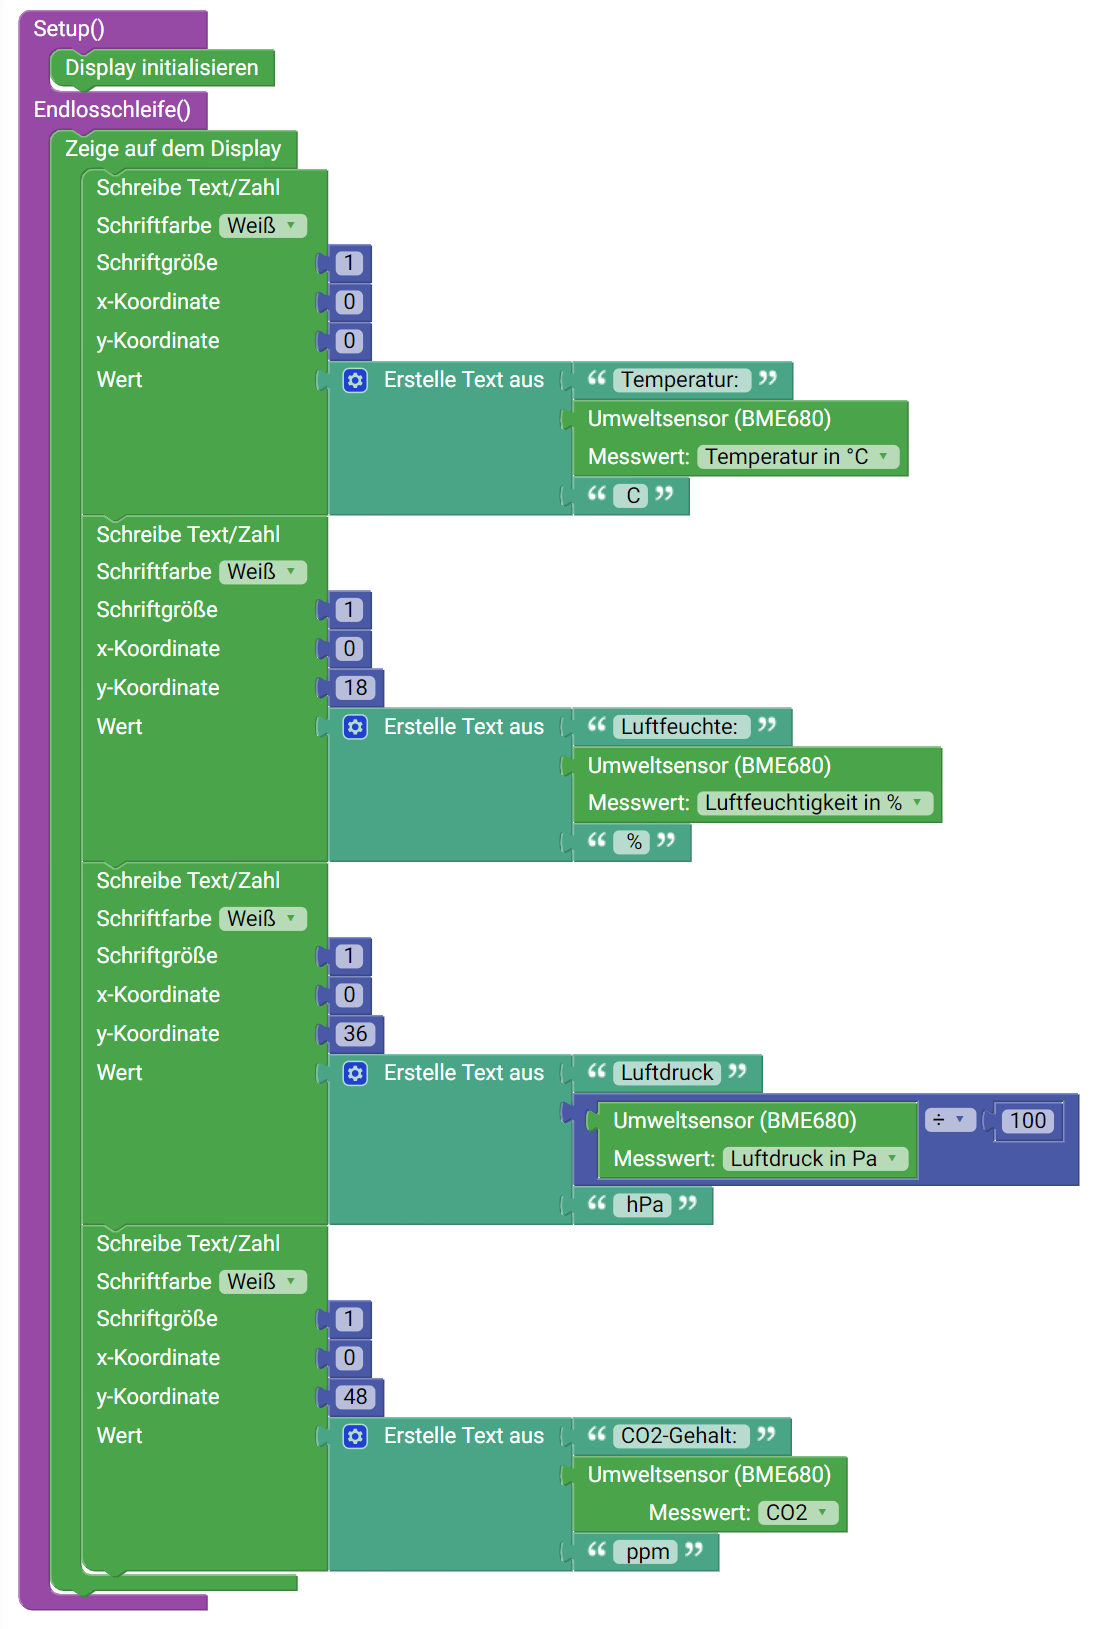 Setup()
Display initialisieren
Endlosschleife()
Zeige auf dem Display
Schreibe Text/Zahl
Schriftfarbe Weiß
Schriftgröße 1
x-Koordinate 0
y-Koordinate 0
Wert Erstelle Text aus “ Temperatur: ”
Umweltsensor (BME680)
Messwert: Temperatur in °C
“ C ”
Schreibe Text/Zahl
Schriftfarbe Weiß
Schriftgröße 1
x-Koordinate 0
y-Koordinate 18
Wert Erstelle Text aus “ Luftfeuchte: ”
Umweltsensor (BME680)
Messwert: Luftfeuchtigkeit in %
“ % ”
Schreibe Text/Zahl
Schriftfarbe Weiß
Schriftgröße 1
x-Koordinate 0
y-Koordinate 36
Wert Erstelle Text aus “ Luftdruck ”
Umweltsensor (BME680) ÷ 100
Messwert: Luftdruck in Pa
“ hPa ”
Schreibe Text/Zahl
Schriftfarbe Weiß
Schriftgröße 1
x-Koordinate 0
y-Koordinate 48
Wert Erstelle Text aus “ CO2-Gehalt: ”
Umweltsensor (BME680)
Messwert: CO2
“ ppm ”